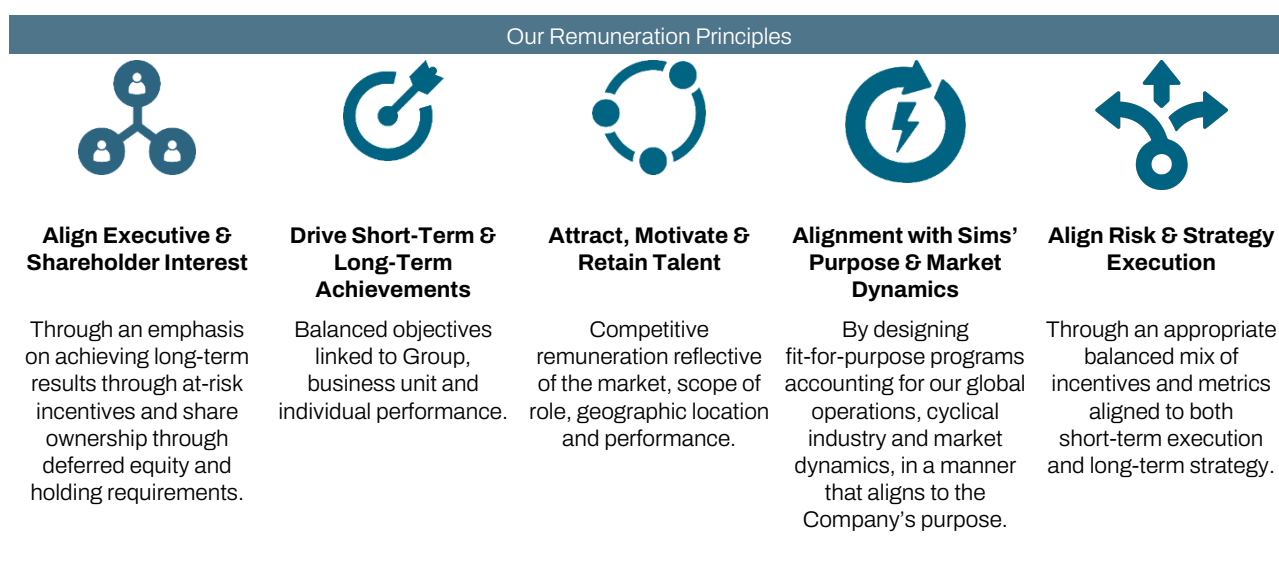 Our Remuneration Principles
Align Executive &
Shareholder Interest
Through an emphasis
on achieving long-term
results through at-risk
incentives and share
ownership through
deferred equity and
holding requirements.
Drive Short-Term &
Long-Term
Achievements
Balanced objectives
linked to Group,
business unit and
individual performance.
Attract, Motivate &
Retain Talent
Competitive
remuneration reflective
of the market, scope of
role, geographic location
and performance.
Alignment with Sims’
Purpose & Market
Dynamics
By designing
fit-for-purpose programs
accounting for our global
operations, cyclical
industry and market
dynamics, in a manner
that aligns to the
Company’s purpose.
Align Risk & Strategy
Execution
Through an appropriate
balanced mix of
incentives and metrics
aligned to both
short-term execution
and long-term strategy.